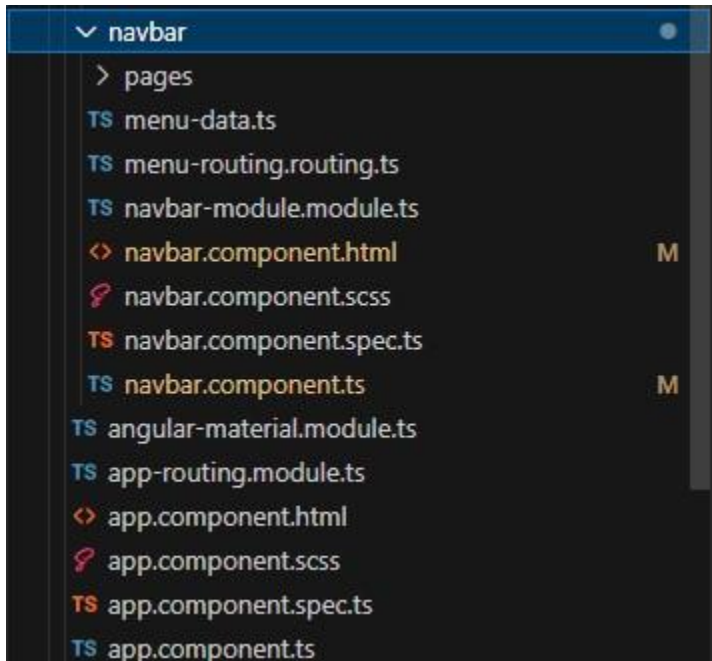 navbar
pages
TS menu-data.ts
TS menu-routing.routing.ts
TS navbar-module.module.ts
<> navbar.component.html M
navbar.component.scss
TS navbar.component.spec.ts
TS navbar.component.ts M
TS angular-material.module.ts
TS app-routing.module.ts
<> app.component.html
app.component.scss
TS app.component.spec.ts
TS app.component.ts